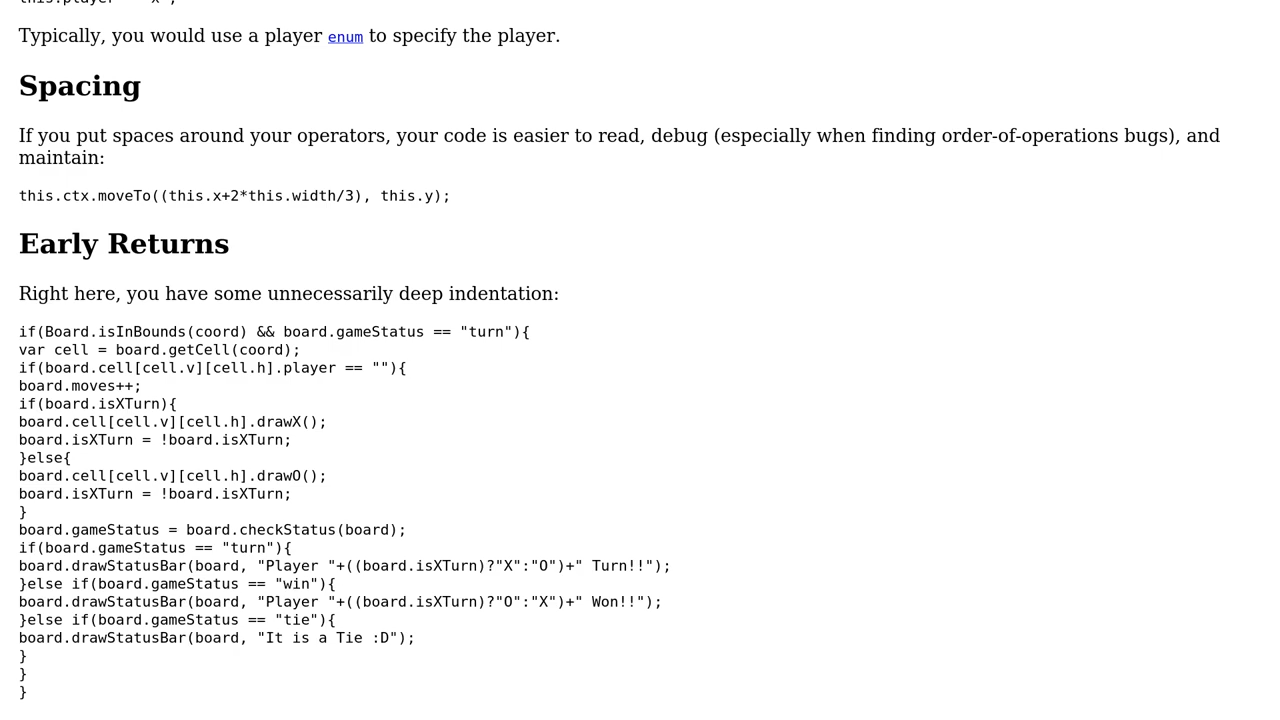 Typically, you would use a player enum to specify the player.
Spacing
If you put spaces around your operators, your code is easier to read, debug (especially when finding order-of-operations bugs), and
maintain:
this.ctx.moveTo((this.x+2*this.width/3), this.y);
Early Returns
Right here, you have some unnecessarily deep indentation:
if(Board.isInBounds(coord) && board.gameStatus == "turn"){
var cell = board.getCell(coord);
if(board.cell[cell.v][cell.h].player == ""){
board.moves++;
if(board.isXTurn){
board.cell[cell.v][cell.h].drawX();
board.isXTurn = !board.isXTurn;
}else{
board.cell[cell.v][cell.h].drawO();
board.isXTurn = !board.isXTurn;
}
board.gameStatus = board.checkStatus(board);
if(board.gameStatus == "turn"){
board.drawStatusBar(board, "Player "+((board.isXTurn)?"X":"O")+" Turn!!");
}else if(board.gameStatus == "win"){
board.drawStatusBar(board, "Player "+((board.isXTurn)?"O":"X")+" Won!!");
}else if(board.gameStatus == "tie"){
board.drawStatusBar(board, "It is a Tie :D");
}
}
}